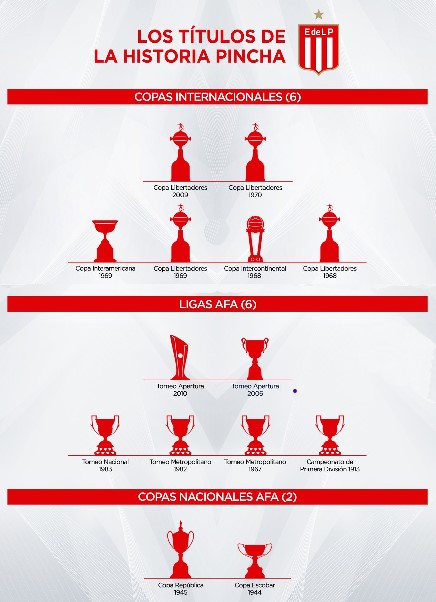 LOS TÍTULOS DE
LA HISTORIA PINCHA
EdeLP
COPAS INTERNACIONALES (6)
Copa Libertadores
2009
Copa Libertadores
1970
Copa Interamericana
1969
Copa Libertadores
1969
Copa Intercontinental
1968
Copa Libertadores
1968
LIGAS AFA (6)
Torneo Apertura
2010
Torneo Apertura
2006
Torneo Nacional
1983
Torneo Metropolitano
1982
Torneo Metropolitano
1967
Campeonato de
Primera División 1913
COPAS NACIONALES AFA (2)
Copa República
1945
Copa Escobar
1944